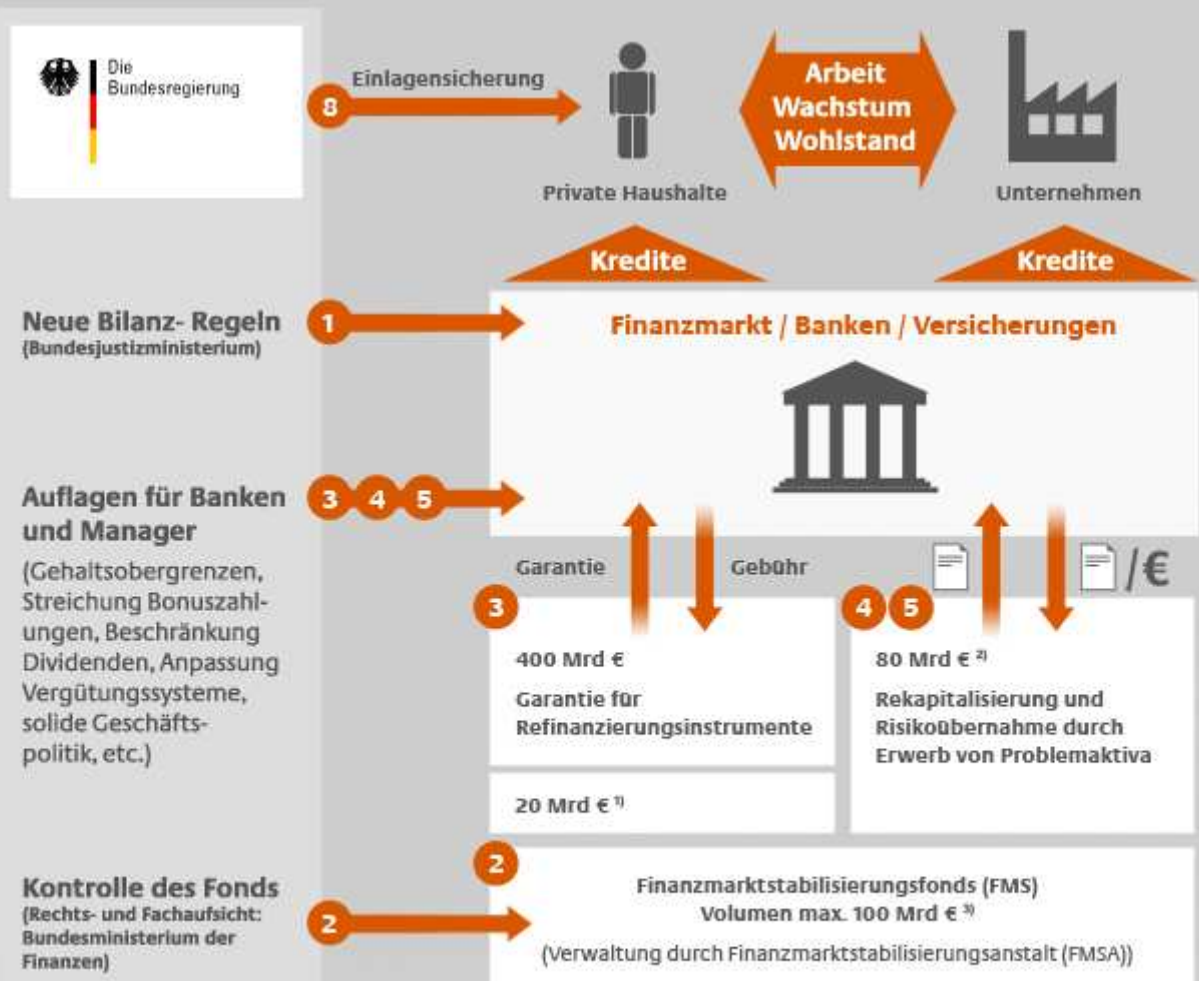 Die
Bundesregierung
8
Einlagensicherung
Arbeit
Wachstum
Wohlstand
Private Haushalte
Unternehmen
Kredite
Kredite
Neue Bilanz- Regeln
(Bundesjustizministerium)
1
Finanzmarkt / Banken / Versicherungen
Auflagen für Banken
und Manager
(Gehaltsobergrenzen,
Streichung Bonuszahl-
ungen, Beschränkung
Dividenden, Anpassung
Vergütungssysteme,
solide Geschäfts-
politik, etc.)
3 4 5
Garantie
Gebühr
/€
3
400 Mrd €
Garantie für
Refinanzierungsinstrumente
20 Mrd € 1)
4 5
80 Mrd € 2)
Rekapitalisierung und
Risikoübernahme durch
Erwerb von Problemaktiva
Kontrolle des Fonds
(Rechts- und Fachaufsicht:
Bundesministerium der
Finanzen)
2
2
Finanzmarktstabilisierungsfonds (FMS)
Volumen max. 100 Mrd € 3)
(Verwaltung durch Finanzmarktstabilisierungsanstalt (FMSA))